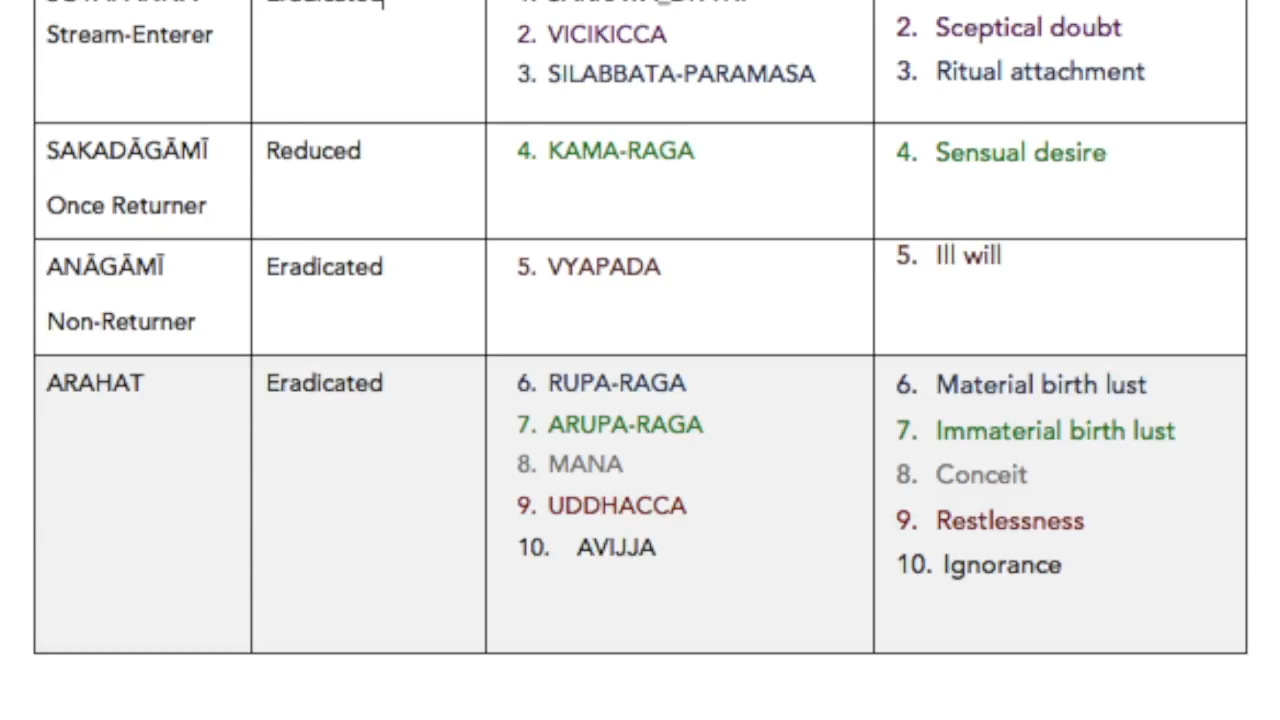 Stream-Enterer
2. VICIKICCA
3. SILABBATA-PARAMASA
2. Sceptical doubt
3. Ritual attachment
SAKADĀGĀMĪ
Once Returner
Reduced
4. KAMA-RAGA
4. Sensual desire
ANĀGĀMĪ
Non-Returner
Eradicated
5. VYAPADA
5. Ill will
ARAHAT
Eradicated
6. RUPA-RAGA
7. ARUPA-RAGA
8. MANA
9. UDDHACCA
10. AVIJJA
6. Material birth lust
7. Immaterial birth lust
8. Conceit
9. Restlessness
10. Ignorance